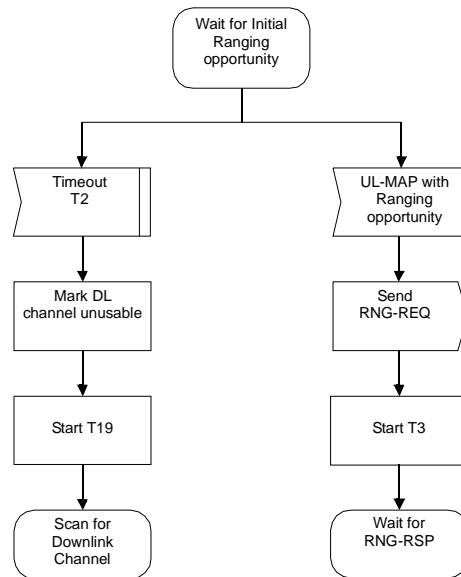 Wait for Initial
Ranging
opportunity
Timeout
T2
UL-MAP with
Ranging
opportunity
Mark DL
channel unusable
Send
RNG-REQ
Start T19
Start T3
Scan for
Downlink
Channel
Wait for
RNG-RSP